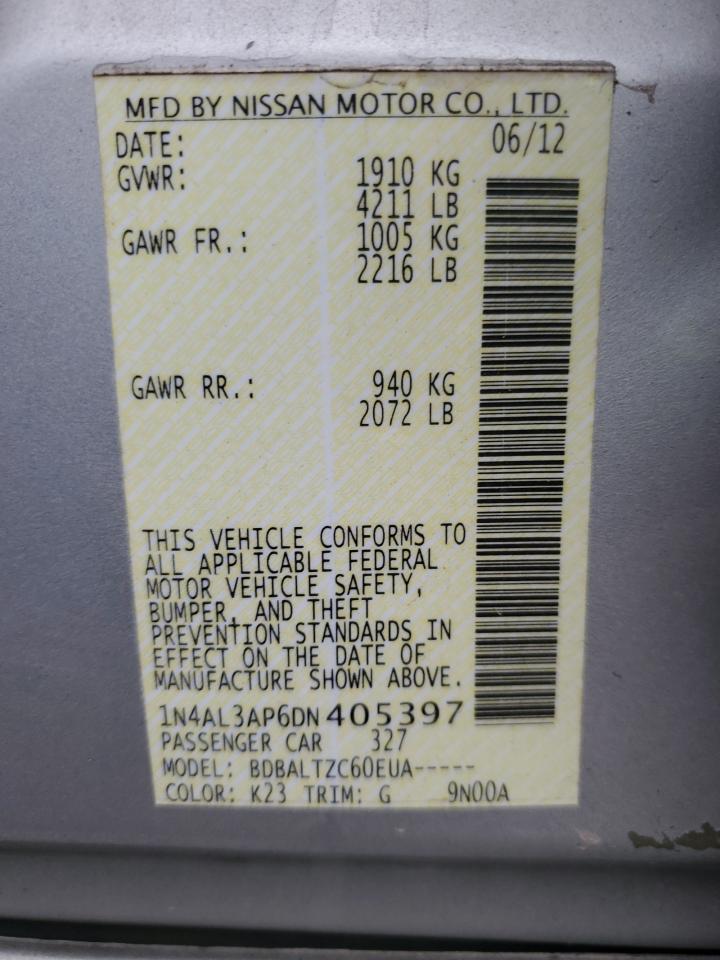 MFD BY NISSAN MOTOR CO., LTD.
DATE: 06/12
GVWR: 1910 KG
4211 LB
GAWR FR.: 1005 KG
2216 LB
GAWR RR.: 940 KG
2072 LB
THIS VEHICLE CONFORMS TO
ALL APPLICABLE FEDERAL
MOTOR VEHICLE SAFETY,
BUMPER, AND THEFT
PREVENTION STANDARDS IN
EFFECT ON THE DATE OF
MANUFACTURE SHOWN ABOVE.
1N4AL3AP6DN405397
PASSENGER CAR 327
MODEL: BDBALTZC60EUA-----
COLOR: K23 TRIM: G 9N00A